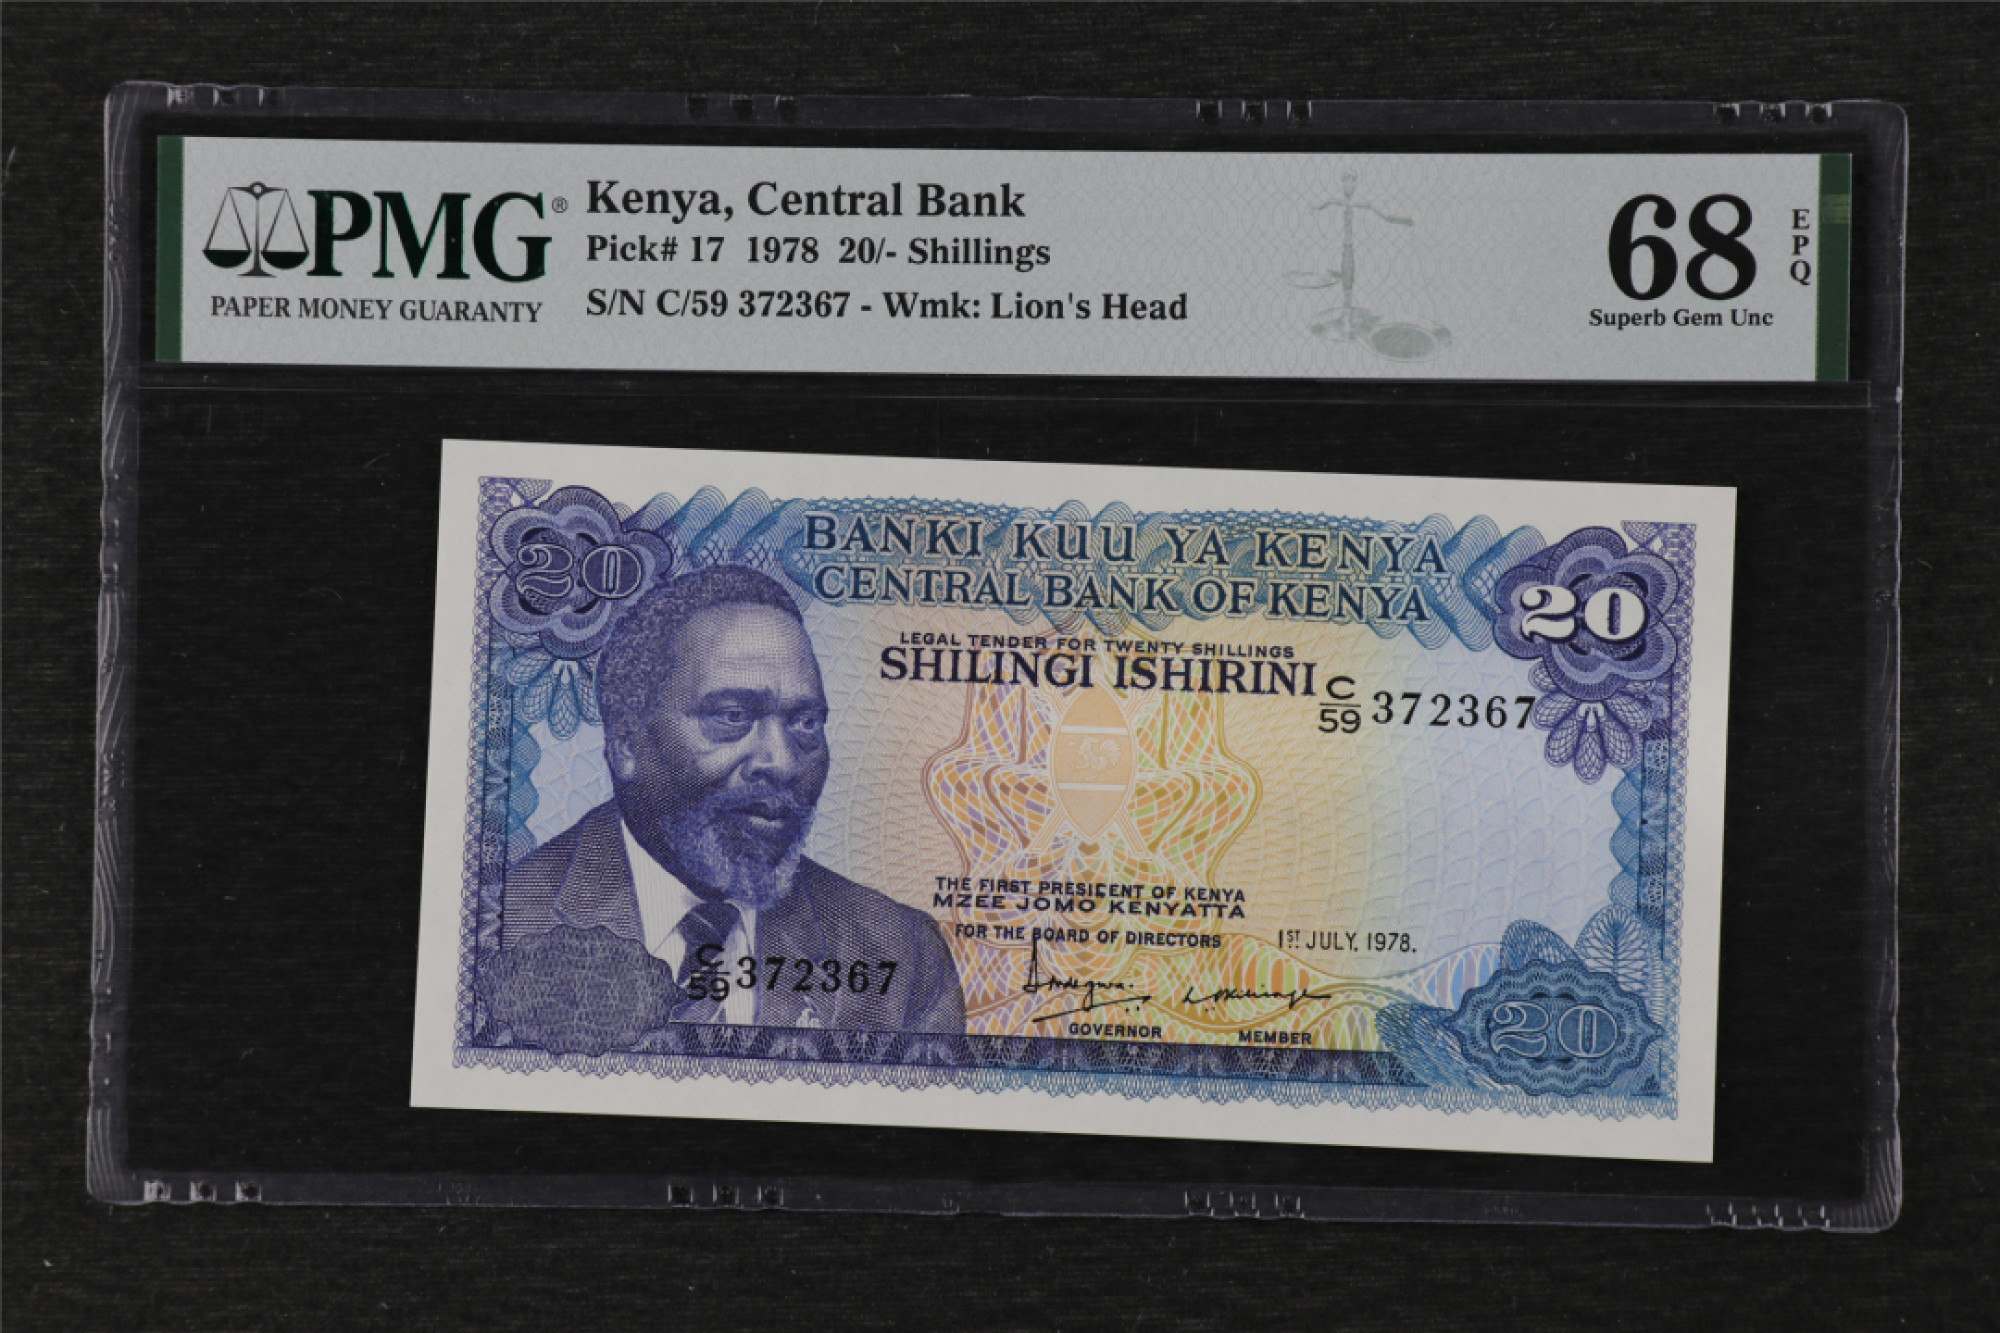 PMG®
PAPER MONEY GUARANTY
Kenya, Central Bank
Pick# 17 1978 20/- Shillings
S/N C/59 372367 - Wmk: Lion's Head
68
EPQ
Superb Gem Unc
BANKI KUU YA KENYA
CENTRAL BANK OF KENYA
20
20
LEGAL TENDER FOR TWENTY SHILLINGS
SHILINGI ISHIRINI
C/59 372367
THE FIRST PRESIDENT OF KENYA
MZEE JOMO KENYATTA
FOR THE BOARD OF DIRECTORS
1ST JULY, 1978.
C/59 372367
GOVERNOR
MEMBER
20